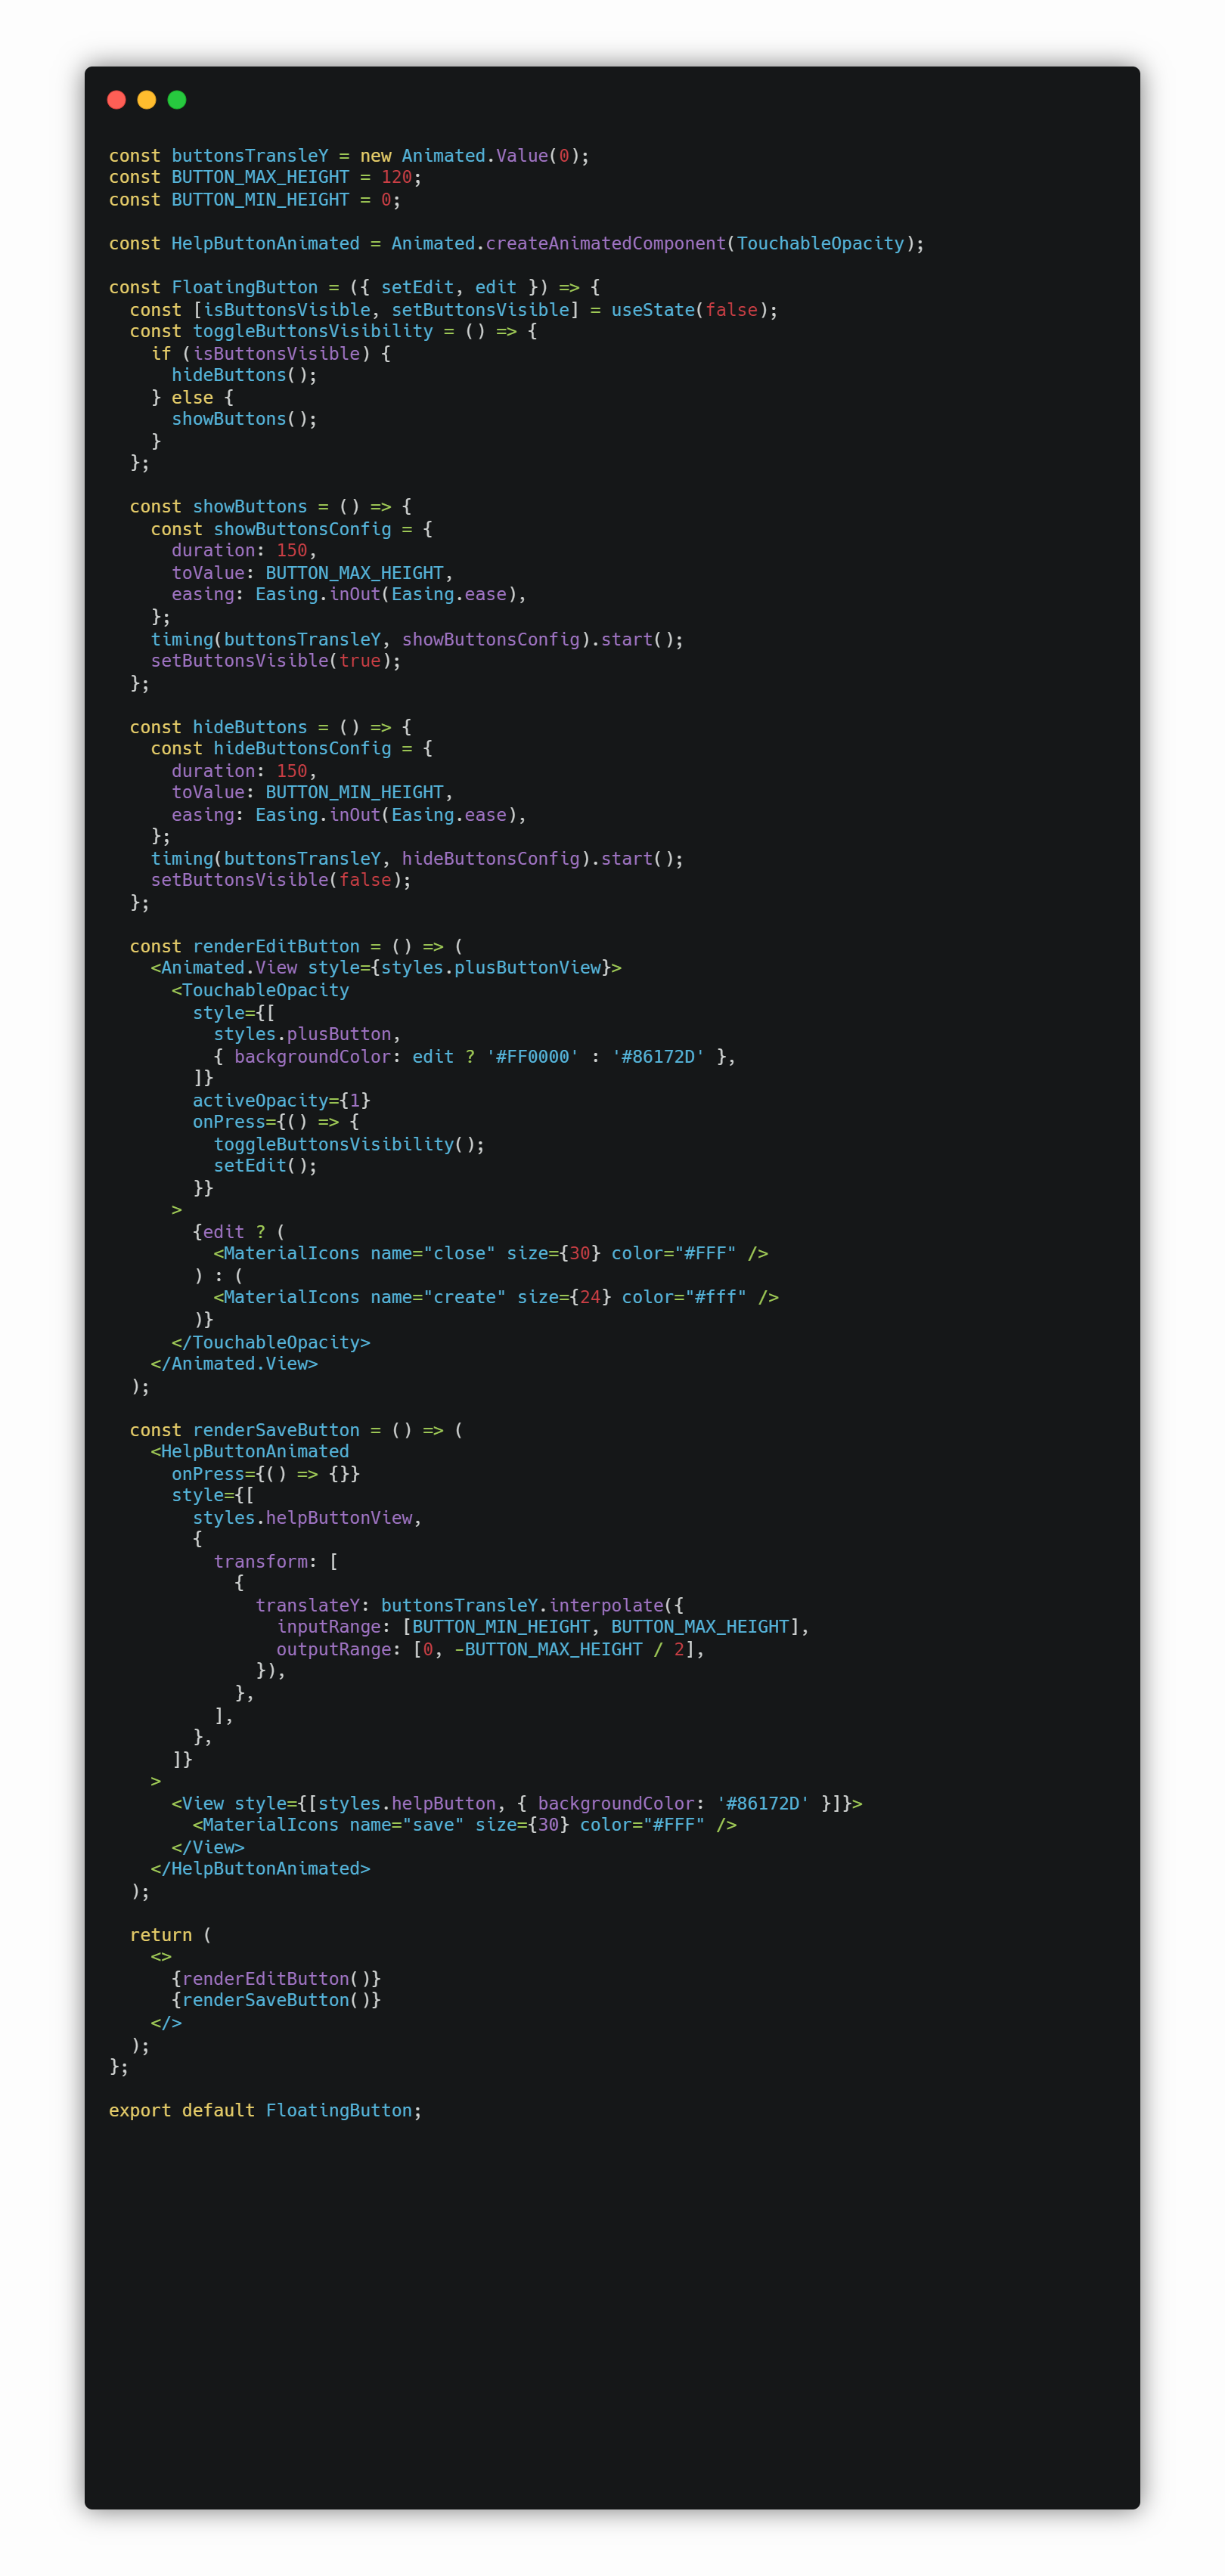 const buttonsTransleY = new Animated.Value(0);
const BUTTON_MAX_HEIGHT = 120;
const BUTTON_MIN_HEIGHT = 0;

const HelpButtonAnimated = Animated.createAnimatedComponent(TouchableOpacity);

const FloatingButton = ({ setEdit, edit }) => {
  const [isButtonsVisible, setButtonsVisible] = useState(false);
  const toggleButtonsVisibility = () => {
    if (isButtonsVisible) {
      hideButtons();
    } else {
      showButtons();
    }
  };

  const showButtons = () => {
    const showButtonsConfig = {
      duration: 150,
      toValue: BUTTON_MAX_HEIGHT,
      easing: Easing.inOut(Easing.ease),
    };
    timing(buttonsTransleY, showButtonsConfig).start();
    setButtonsVisible(true);
  };

  const hideButtons = () => {
    const hideButtonsConfig = {
      duration: 150,
      toValue: BUTTON_MIN_HEIGHT,
      easing: Easing.inOut(Easing.ease),
    };
    timing(buttonsTransleY, hideButtonsConfig).start();
    setButtonsVisible(false);
  };

  const renderEditButton = () => (
    <Animated.View style={styles.plusButtonView}>
      <TouchableOpacity
        style={[
          styles.plusButton,
          { backgroundColor: edit ? '#FF0000' : '#86172D' },
        ]}
        activeOpacity={1}
        onPress={() => {
          toggleButtonsVisibility();
          setEdit();
        }}
      >
        {edit ? (
          <MaterialIcons name="close" size={30} color="#FFF" />
        ) : (
          <MaterialIcons name="create" size={24} color="#fff" />
        )}
      </TouchableOpacity>
    </Animated.View>
  );

  const renderSaveButton = () => (
    <HelpButtonAnimated
      onPress={() => {}}
      style={[
        styles.helpButtonView,
        {
          transform: [
            {
              translateY: buttonsTransleY.interpolate({
                inputRange: [BUTTON_MIN_HEIGHT, BUTTON_MAX_HEIGHT],
                outputRange: [0, -BUTTON_MAX_HEIGHT / 2],
              }),
            },
          ],
        },
      ]}
    >
      <View style={[styles.helpButton, { backgroundColor: '#86172D' }]}>
        <MaterialIcons name="save" size={30} color="#FFF" />
      </View>
    </HelpButtonAnimated>
  );

  return (
    <>
      {renderEditButton()}
      {renderSaveButton()}
    </>
  );
};

export default FloatingButton;